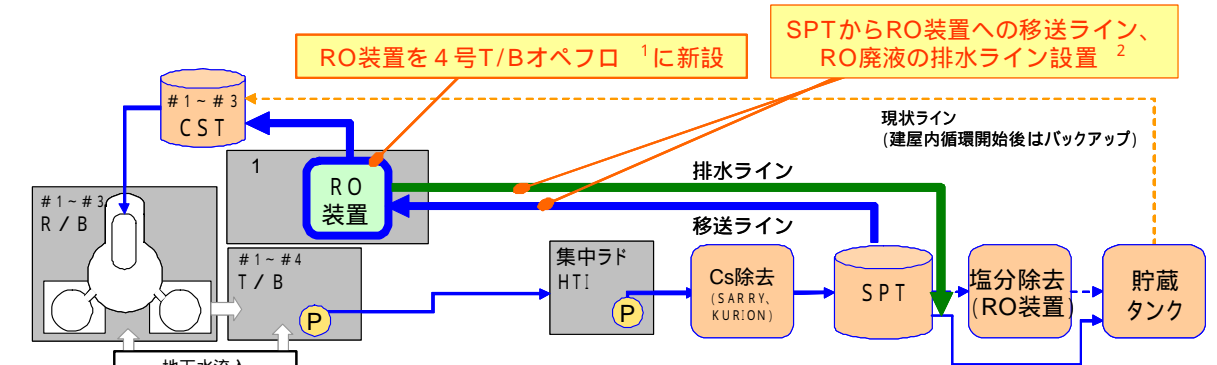 SPTからRO装置への移送ライン、
RO廃液の排水ライン設置 2
RO装置を４号T/Bオペフロ 1に新設
#1~#3
CST
現状ライン
(建屋内循環開始後はバックアップ)
1
RO
装置
排水ライン
移送ライン
#1~#3
R/B
#1~#4
T/B
P
集中ラド
HTI
P
Cs除去
(SARRY、
KURION)
SPT
塩分除去
(RO装置)
貯蔵
タンク